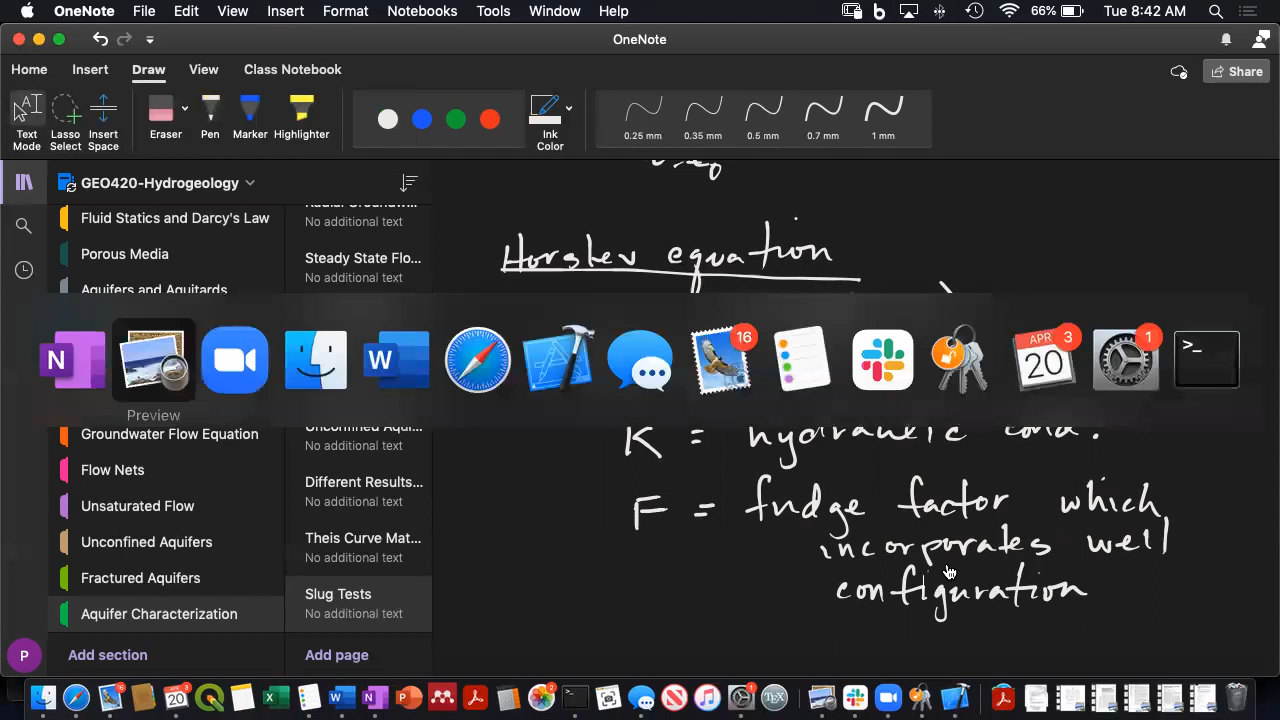 OneNote File Edit View Insert Format Notebooks Tools Window Help 66% Tue 8:42 AM
OneNote
Home Insert Draw View Class Notebook Share
Text Mode
Lasso Select
Insert Space
Eraser
Pen
Marker
Highlighter
Ink Color
0.25 mm
0.35 mm
0.5 mm
0.7 mm
1 mm
GEO420-Hydrogeology
Fluid Statics and Darcy's Law
Porous Media
Aquifers and Aquitards
Groundwater Flow Equation
Flow Nets
Unsaturated Flow
Unconfined Aquifers
Fractured Aquifers
Aquifer Characterization
P
Add section
No additional text
Steady State Flo...
No additional text
No additional text
Different Results...
No additional text
Theis Curve Mat...
No additional text
Slug Tests
No additional text
Add page
Horslev equation
N
W
16
APR 3
20
1
>_
Preview
K = hydraulic cond.
F = fudge factor which
incorporates well
configuration